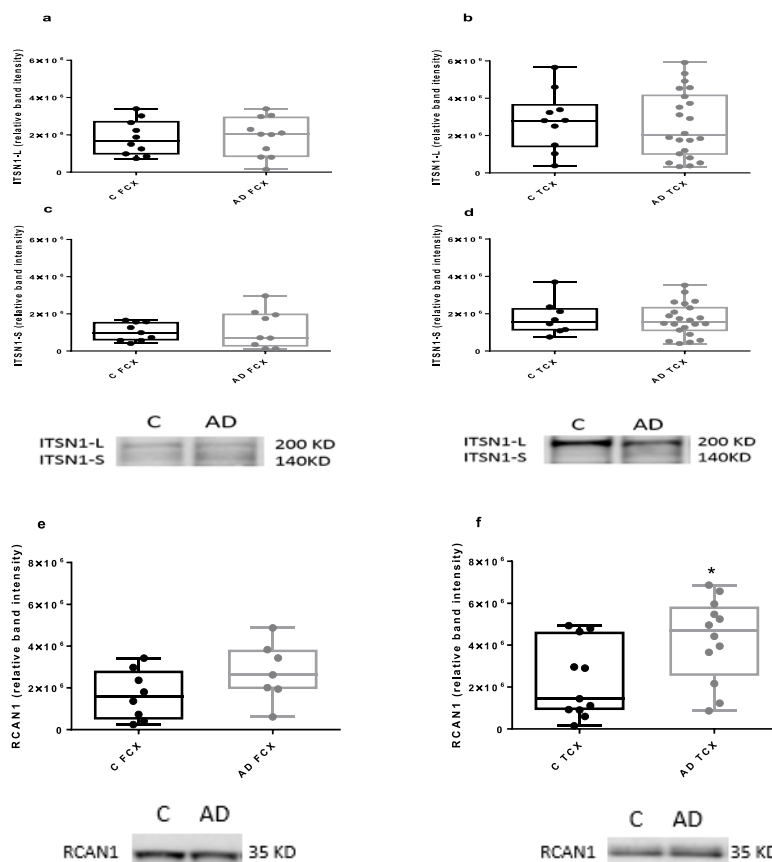 a
ITSN1-L (relative band itensity)
6×10⁶
4×10⁶
2×10⁶
0
C FCX
AD FCX
b
ITSN1-L (relative band intensity)
6×10⁶
4×10⁶
2×10⁶
0
C TCX
AD TCX
c
ITSN1-S (relative band intensity)
6×10⁶
4×10⁶
2×10⁶
0
C FCX
AD FCX
d
ITSN1-S (relative band intensity)
6×10⁶
4×10⁶
2×10⁶
0
C TCX
AD TCX
C AD
ITSN1-L 200 KD
ITSN1-S 140KD
C AD
ITSN1-L 200 KD
ITSN1-S 140KD
e
RCAN1 (relative band intensity)
8×10⁶
6×10⁶
4×10⁶
2×10⁶
0
C FCX
AD FCX
f
RCAN1 (relative band intensity)
8×10⁶
6×10⁶
4×10⁶
2×10⁶
0
*
C TCX
AD TCX
C AD
RCAN1 35 KD
C AD
RCAN1 35 KD